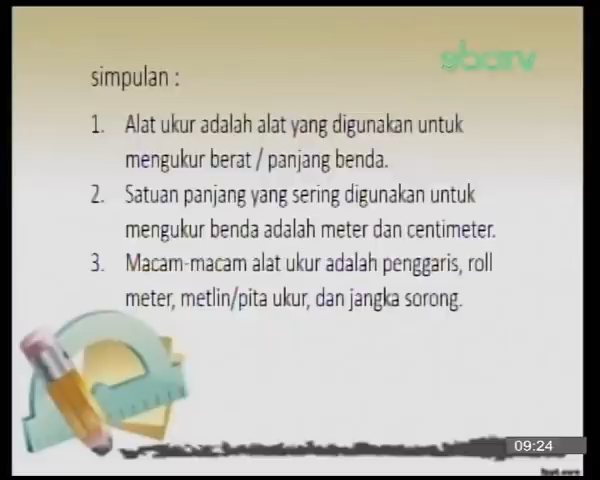 sbotv
simpulan :
1. Alat ukur adalah alat yang digunakan untuk
mengukur berat / panjang benda.
2. Satuan panjang yang sering digunakan untuk
mengukur benda adalah meter dan centimeter.
3. Macam-macam alat ukur adalah penggaris, roll
meter, metlin/pita ukur, dan jangka sorong.
09:24